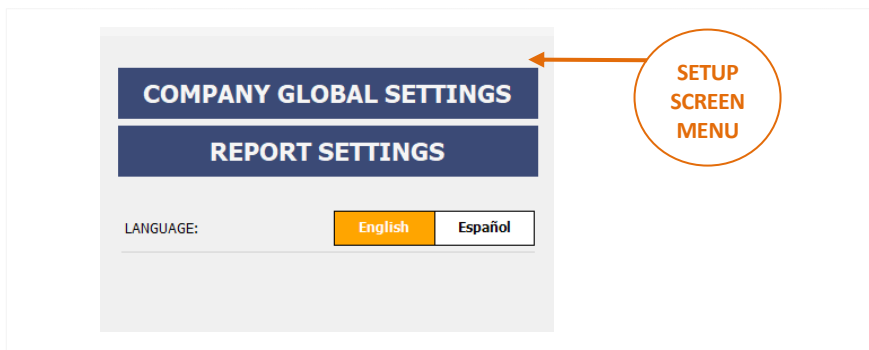 COMPANY GLOBAL SETTINGS
REPORT SETTINGS
LANGUAGE:
English
Español
SETUP
SCREEN
MENU